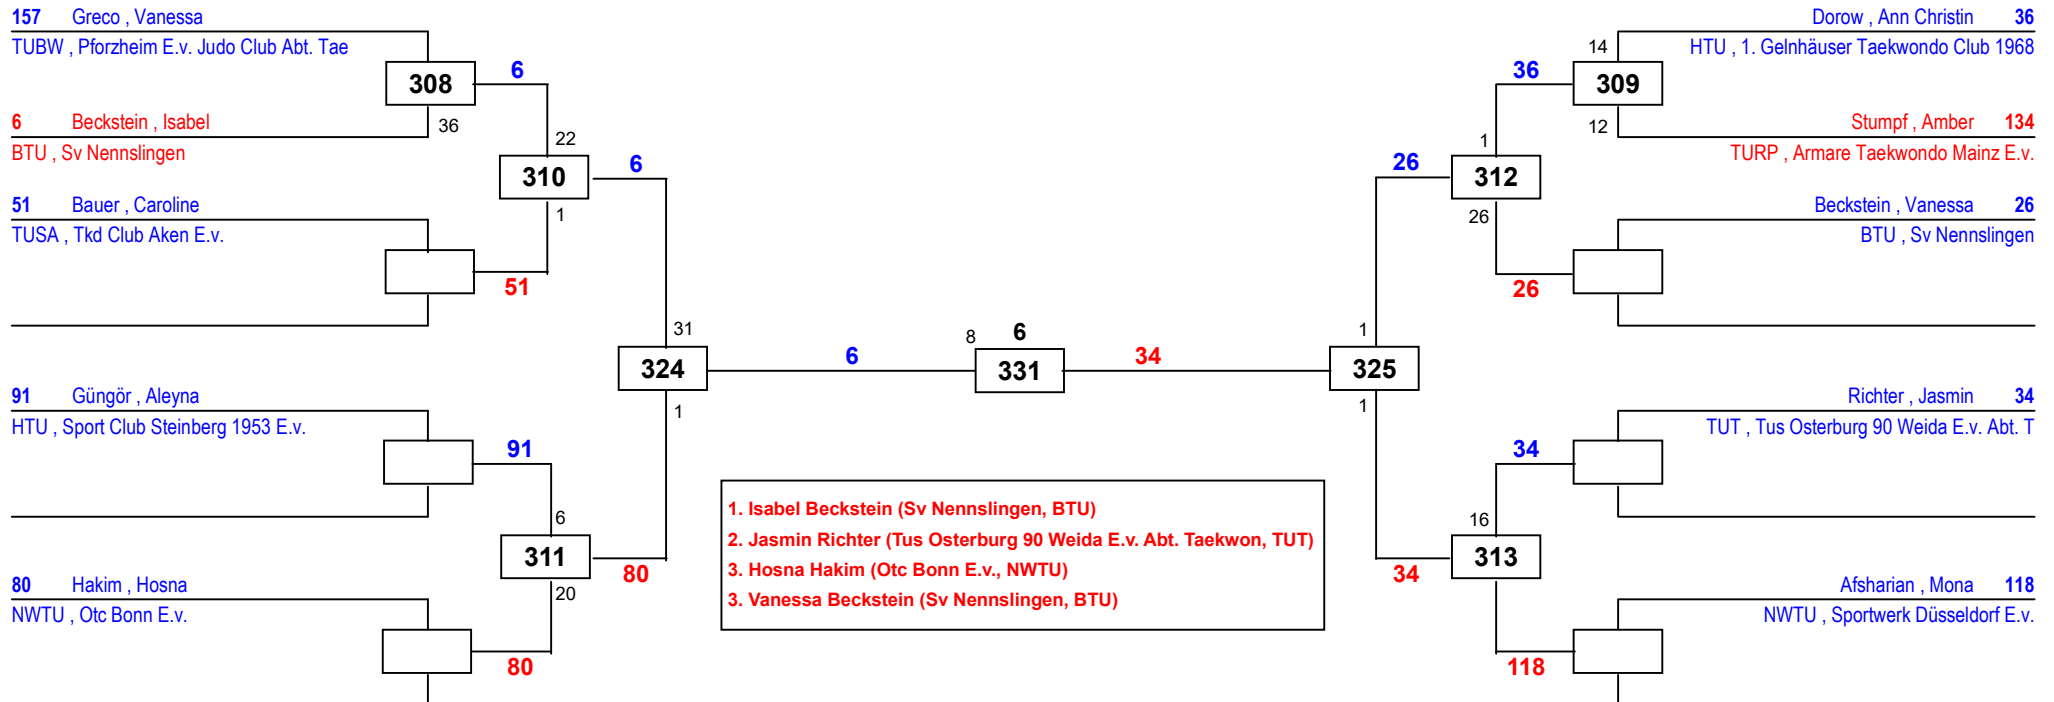 157 Greco , Vanessa
TUBW , Pforzheim E.v. Judo Club Abt. Tae
308
6
6 Beckstein , Isabel
36
BTU , Sv Nennslingen
22
310
6
1
51 Bauer , Caroline
TUSA , Tkd Club Aken E.v.
51
31
324
1
91 Güngör , Aleyna
HTU , Sport Club Steinberg 1953 E.v.
91
6
311
80
20
80 Hakim , Hosna
NWTU , Otc Bonn E.v.
80
6
8
6
331
34
1. Isabel Beckstein (Sv Nennslingen, BTU)
2. Jasmin Richter (Tus Osterburg 90 Weida E.v. Abt. Taekwon, TUT)
3. Hosna Hakim (Otc Bonn E.v., NWTU)
3. Vanessa Beckstein (Sv Nennslingen, BTU)
Dorow , Ann Christin 36
14
HTU , 1. Gelnhäuser Taekwondo Club 1968
36
309
12
Stumpf , Amber 134
TURP , Armare Taekwondo Mainz E.v.
1
26
312
26
Beckstein , Vanessa 26
BTU , Sv Nennslingen
26
1
325
1
Richter , Jasmin 34
TUT , Tus Osterburg 90 Weida E.v. Abt. T
34
16
313
34
Afsharian , Mona 118
NWTU , Sportwerk Düsseldorf E.v.
118